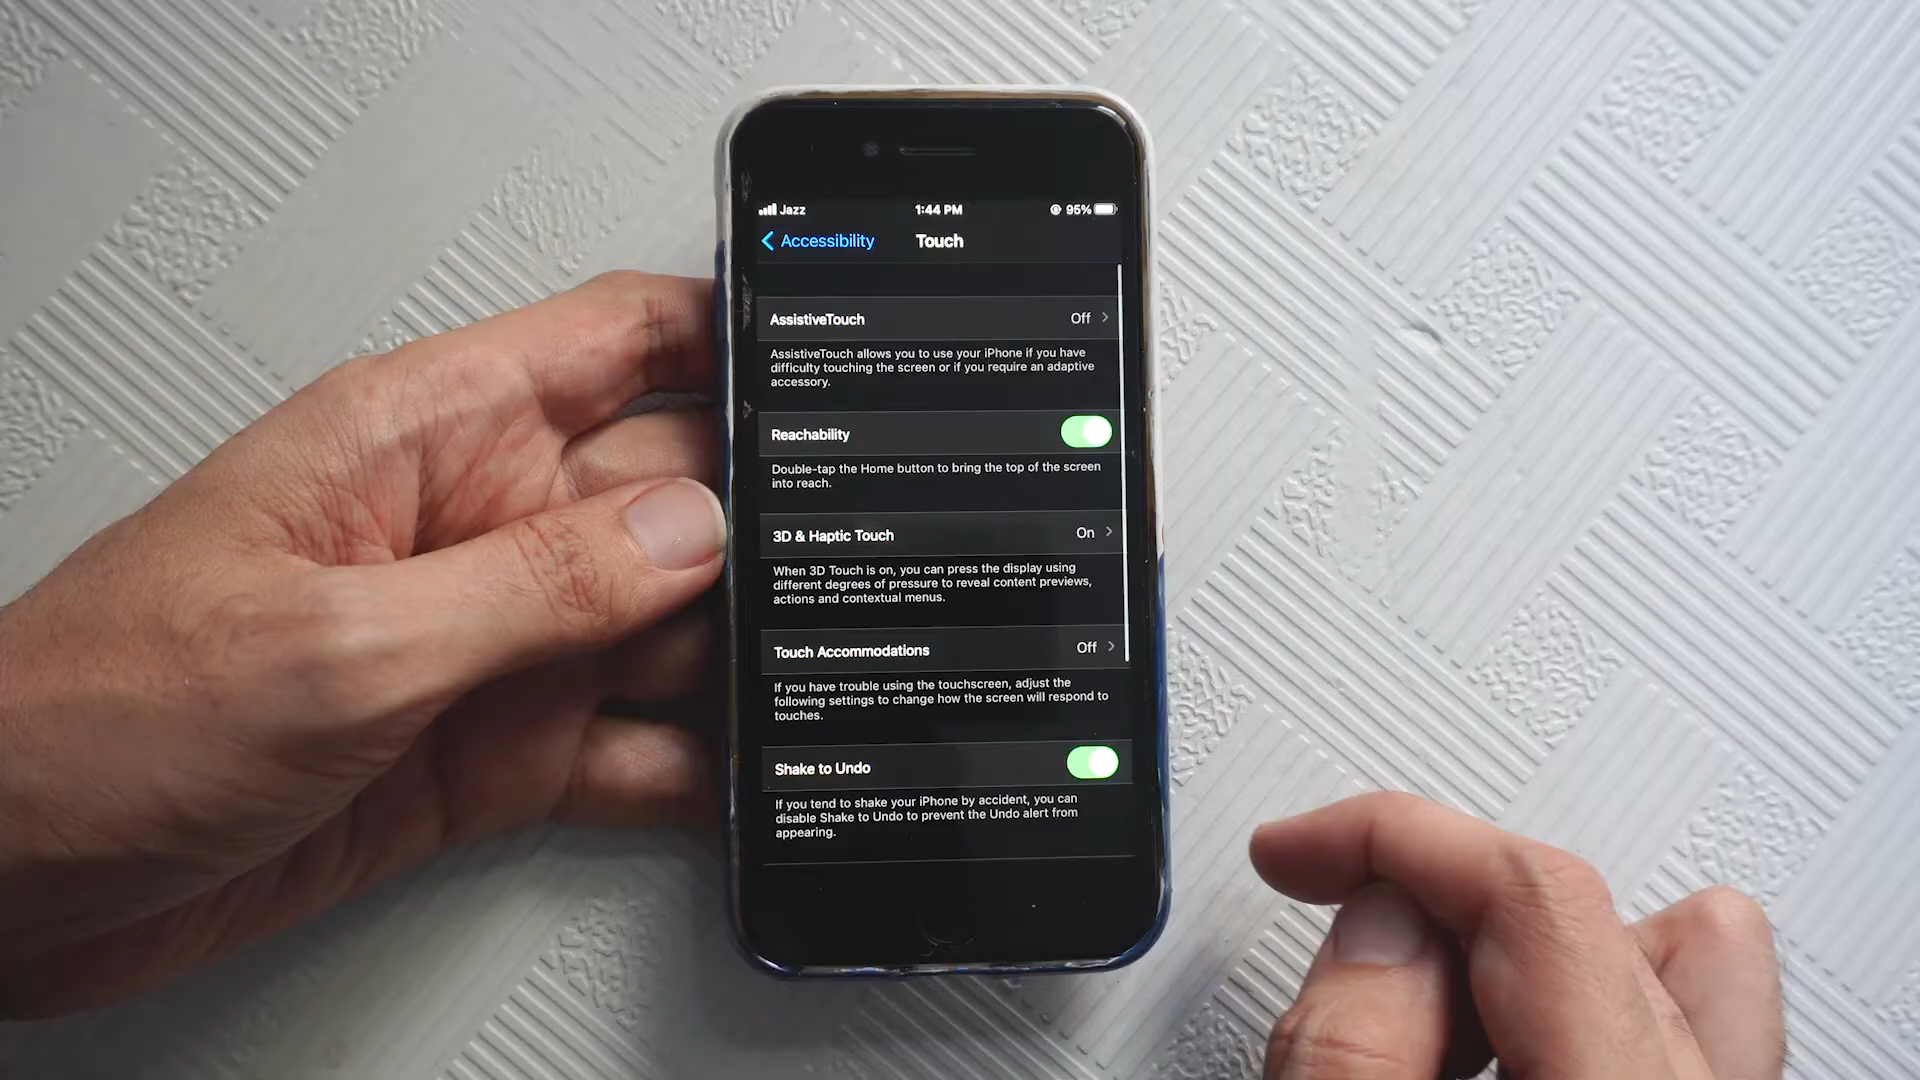 Jazz 1:44 PM 95%
Accessibility Touch
AssistiveTouch Off
AssistiveTouch allows you to use your iPhone if you have
difficulty touching the screen or if you require an adaptive
accessory.
Reachability
Double-tap the Home button to bring the top of the screen
into reach.
3D & Haptic Touch On
When 3D Touch is on, you can press the display using
different degrees of pressure to reveal content previews,
actions and contextual menus.
Touch Accommodations Off
If you have trouble using the touchscreen, adjust the
following settings to change how the screen will respond to
touches.
Shake to Undo
If you tend to shake your iPhone by accident, you can
disable Shake to Undo to prevent the Undo alert from
appearing.